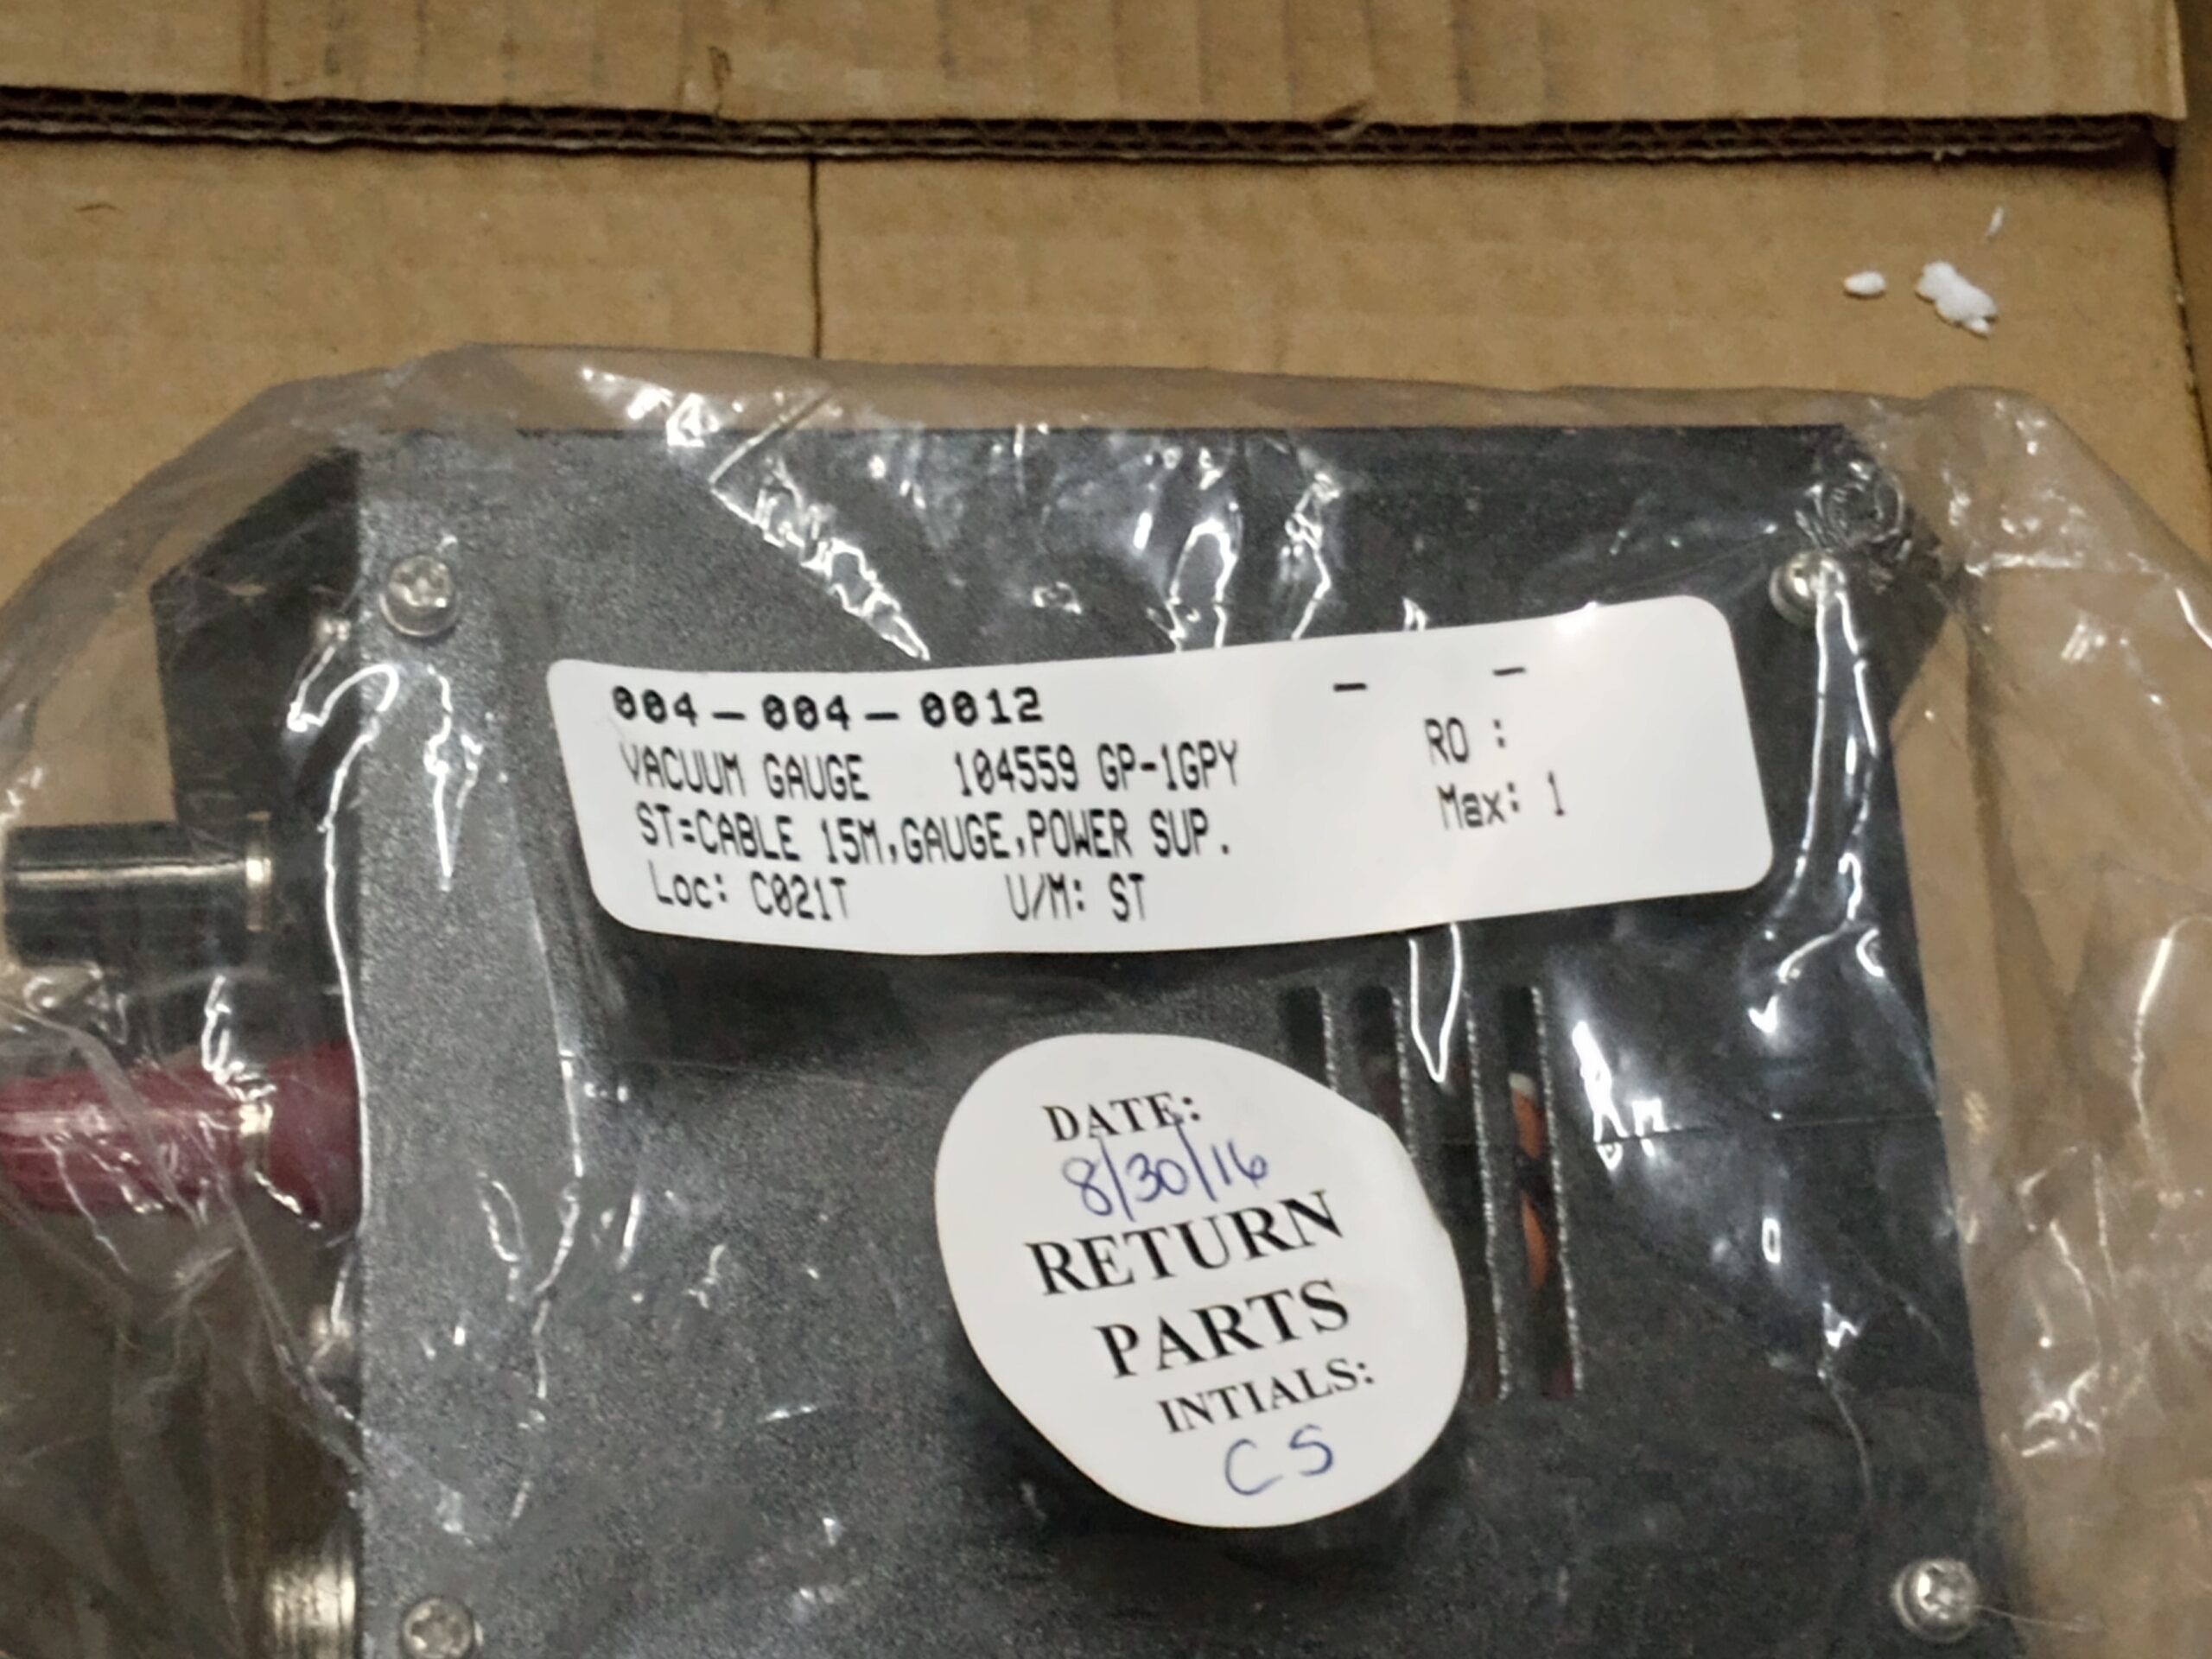 004-004-0012 - -
VACUUM GAUGE 104559 GP-1GPY RO :
ST=CABLE 15M,GAUGE,POWER SUP. Max: 1
Loc: C021T U/M: ST
DATE:
8/30/16
RETURN
PARTS
INTIALS:
CS